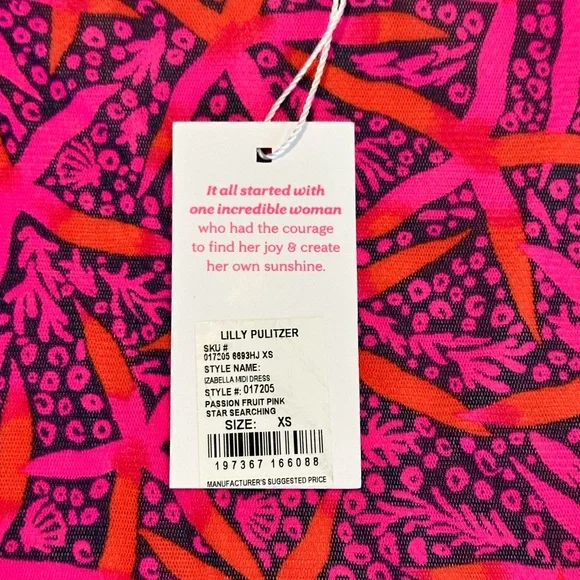 It all started with
one incredible woman
who had the courage
to find her joy & create
her own sunshine.
LILLY PULITZER
SKU #
017205 6693HJ XS
STYLE NAME:
IZABELLA MIDI DRESS
STYLE #: 017205
PASSION FRUIT PINK
STAR SEARCHING
SIZE: XS
197367 166088
MANUFACTURER'S SUGGESTED PRICE